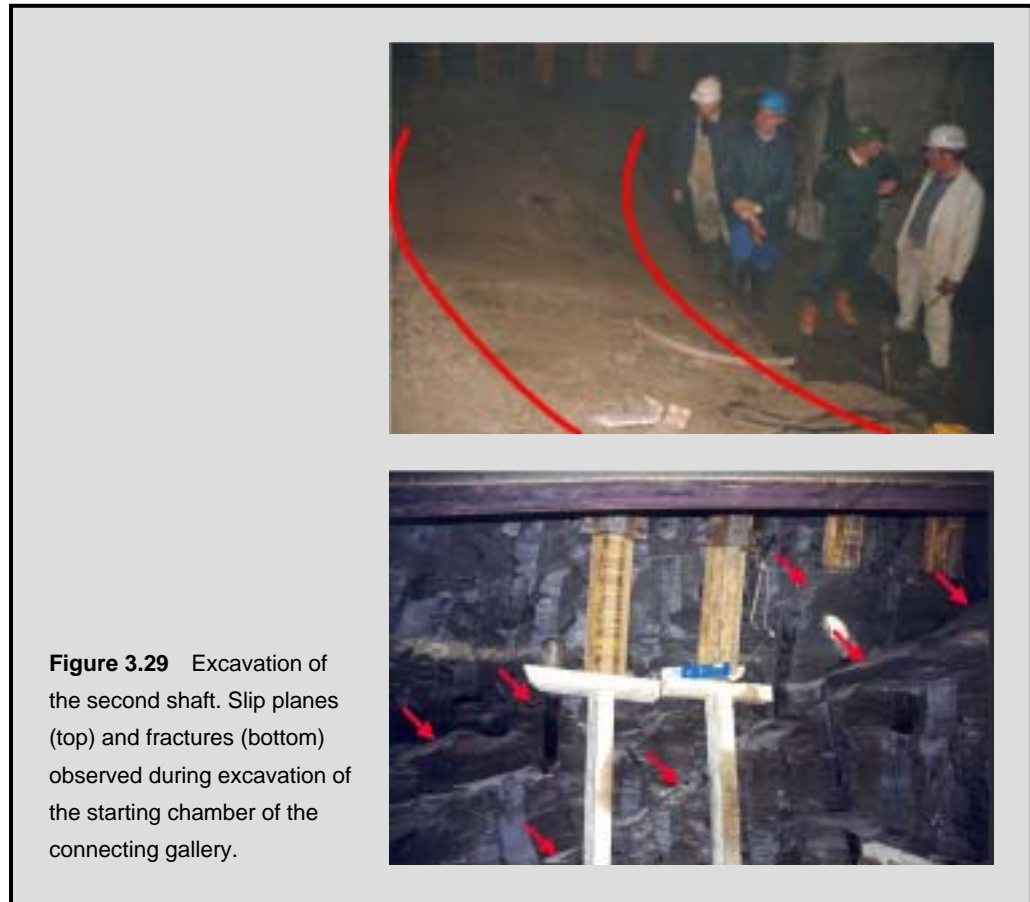 Figure 3.29 Excavation of
the second shaft. Slip planes
(top) and fractures (bottom)
observed during excavation of
the starting chamber of the
connecting gallery.